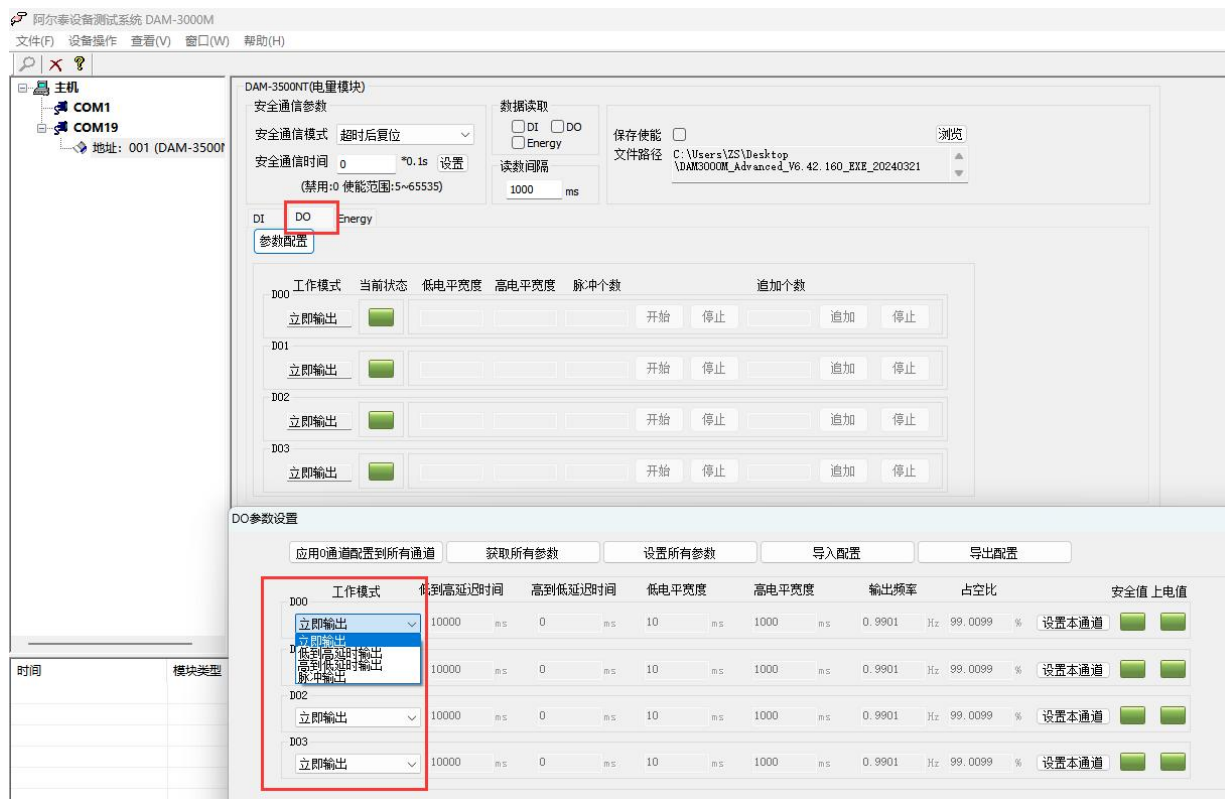 阿尔泰设备测试系统 DAM-3000M
文件(F) 设备操作 查看(V) 窗口(W) 帮助(H)
主机
COM1
COM19
地址：001 (DAM-3500N
时间 模块类型
DAM-3500NT(电量模块)
安全通信参数
安全通信模式 超时后复位
安全通信时间 0 *0.1s 设置
(禁用:0 使能范围:5~65535)
数据读取
DI DO
Energy
读数间隔
1000 ms
保存使能 浏览
文件路径 C:\Users\ZS\Desktop
\DAM3000M_Advanced_V6.42.160_EXE_20240321
DI DO Energy
参数配置
工作模式 当前状态 低电平宽度 高电平宽度 脉冲个数 追加个数
DO0
立即输出 开始 停止 追加 停止
DO1
立即输出 开始 停止 追加 停止
DO2
立即输出 开始 停止 追加 停止
DO3
立即输出 开始 停止 追加 停止
DO参数设置
应用0通道配置到所有通道 获取所有参数 设置所有参数 导入配置 导出配置
工作模式 低到高延迟时间 高到低延迟时间 低电平宽度 高电平宽度 输出频率 占空比 安全值 上电值
DO0
立即输出 10000 ms 0 ms 10 ms 1000 ms 0.9901 Hz 99.0099 % 设置本通道
立即输出
低到高延时输出
高到低延时输出
脉冲输出
10000 ms 0 ms 10 ms 1000 ms 0.9901 Hz 99.0099 % 设置本通道
DO2
立即输出 10000 ms 0 ms 10 ms 1000 ms 0.9901 Hz 99.0099 % 设置本通道
DO3
立即输出 10000 ms 0 ms 10 ms 1000 ms 0.9901 Hz 99.0099 % 设置本通道